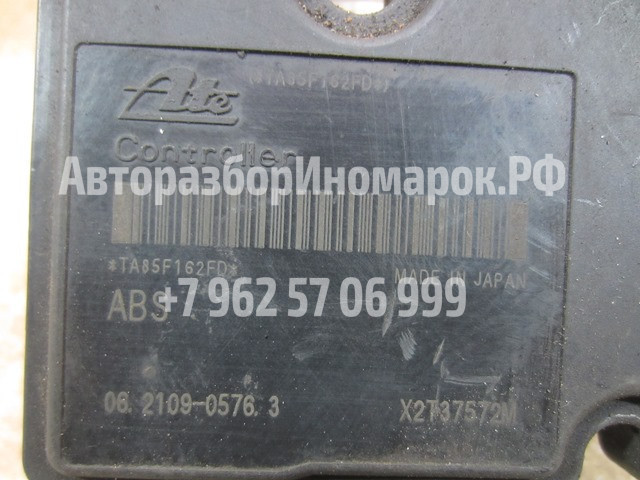 *TA85F162FD*
Ate
Controller
АвторазборИномарок.РФ
*TA85F162FD*
MADE IN JAPAN
ABS
+7 962 57 06 999
06.2109-0576.3
X2T37572M